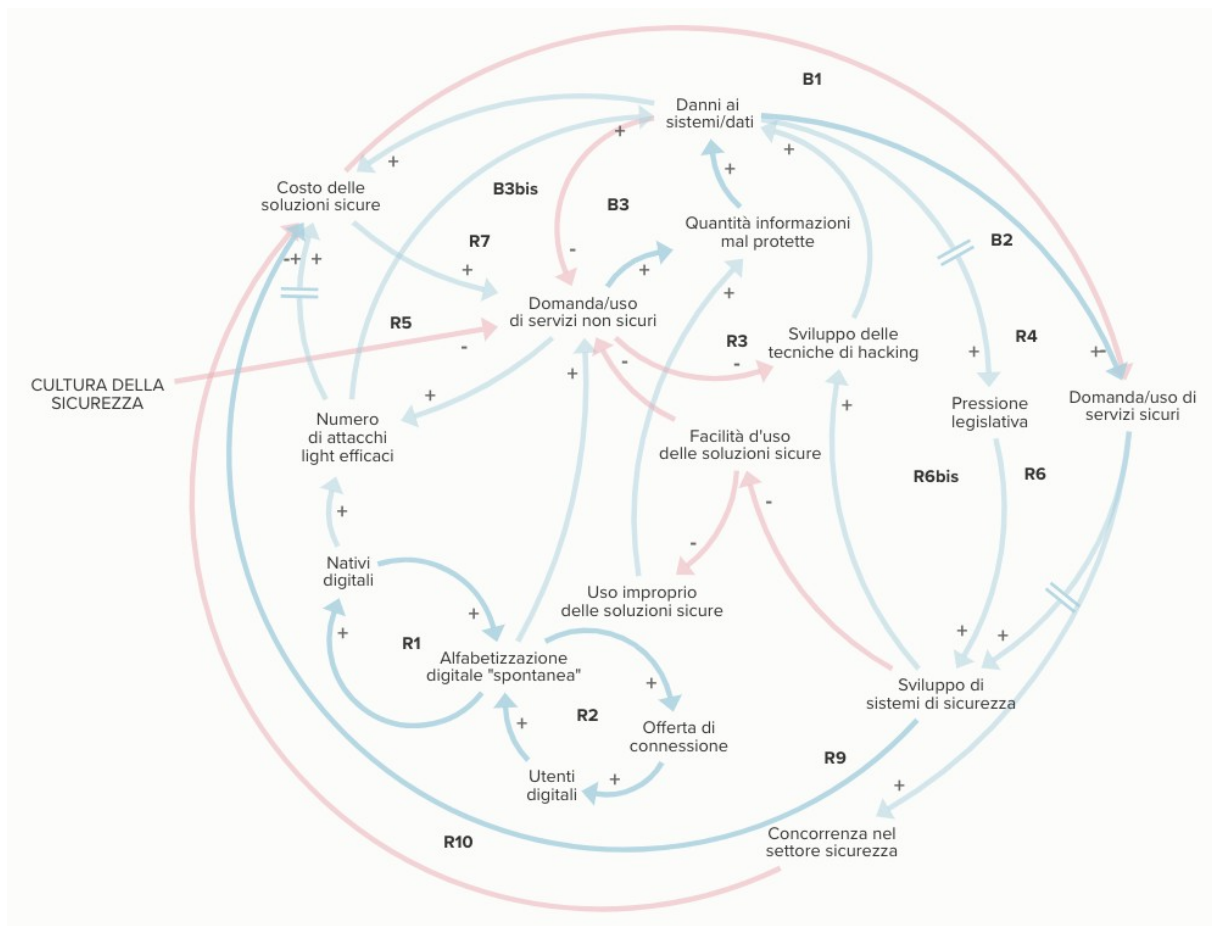 B1
Danni ai
sistemi/dati
+
+
+
+
Costo delle
soluzioni sicure
B3bis
B3
Quantità informazioni
mal protette
R7
B2
-
+
+
-+
+
+
Domanda/uso
di servizi non sicuri
R5
-
R3
Sviluppo delle
tecniche di hacking
R4
-
-
+
+-
CULTURA DELLA
SICUREZZA
+
+
+
Pressione
legislativa
Domanda/uso di
servizi sicuri
Numero
di attacchi
light efficaci
Facilità d'uso
delle soluzioni sicure
R6bis
R6
+
-
-
Nativi
digitali
Uso improprio
delle soluzioni sicure
+
+
R1
+
+
Alfabetizzazione
digitale "spontanea"
+
Sviluppo di
sistemi di sicurezza
R2
+
Offerta di
connessione
Utenti
digitali
+
R9
+
R10
Concorrenza nel
settore sicurezza